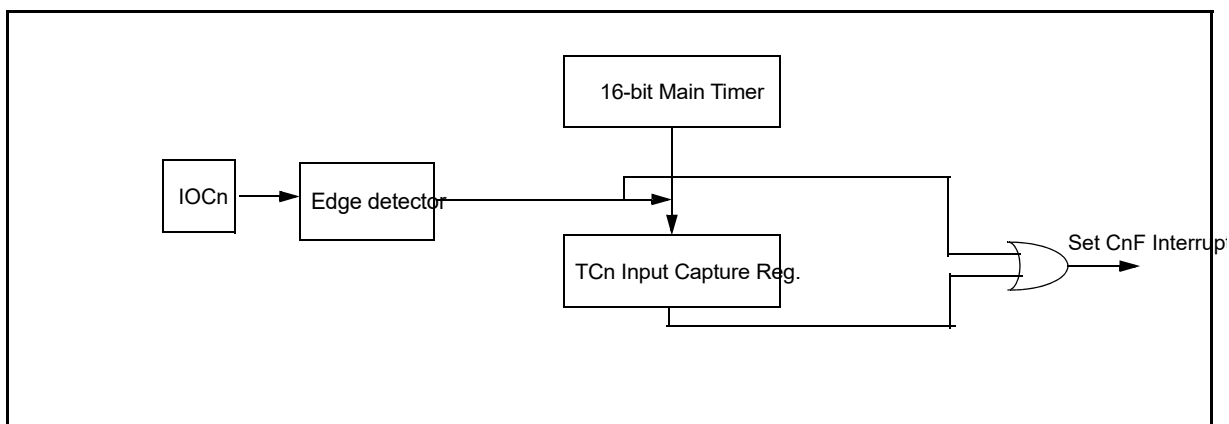 16-bit Main Timer
IOCn
Edge detector
Set CnF Interrupt
TCn Input Capture Reg.